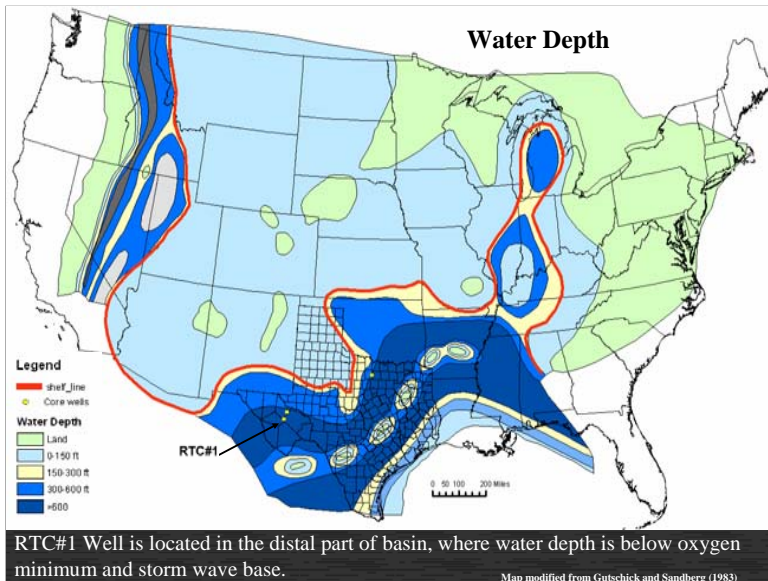 Water Depth
Legend
shelf_line
Core wells
Water Depth
Land
0-150 ft
150-300 ft
300-600 ft
>600
RTC#1
0 50 100 200 Miles
RTC#1 Well is located in the distal part of basin, where water depth is below oxygen
minimum and storm wave base.
Map modified from Gutschick and Sandberg (1983)